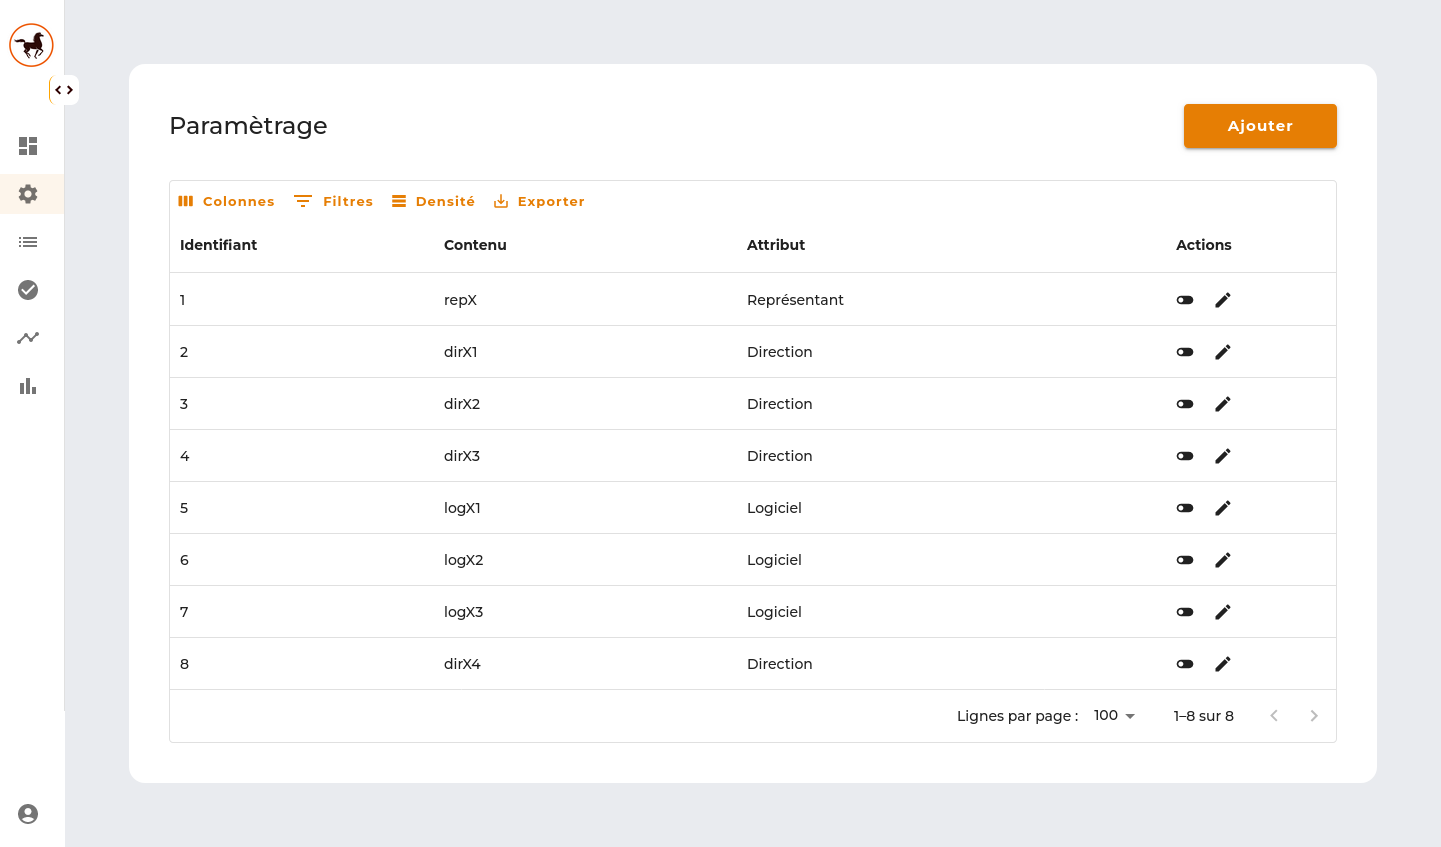 Paramètrage
Ajouter
Colonnes Filtres Densité Exporter
Identifiant Contenu Attribut Actions
1 repX Représentant
2 dirX1 Direction
3 dirX2 Direction
4 dirX3 Direction
5 logX1 Logiciel
6 logX2 Logiciel
7 logX3 Logiciel
8 dirX4 Direction
Lignes par page : 100 1–8 sur 8